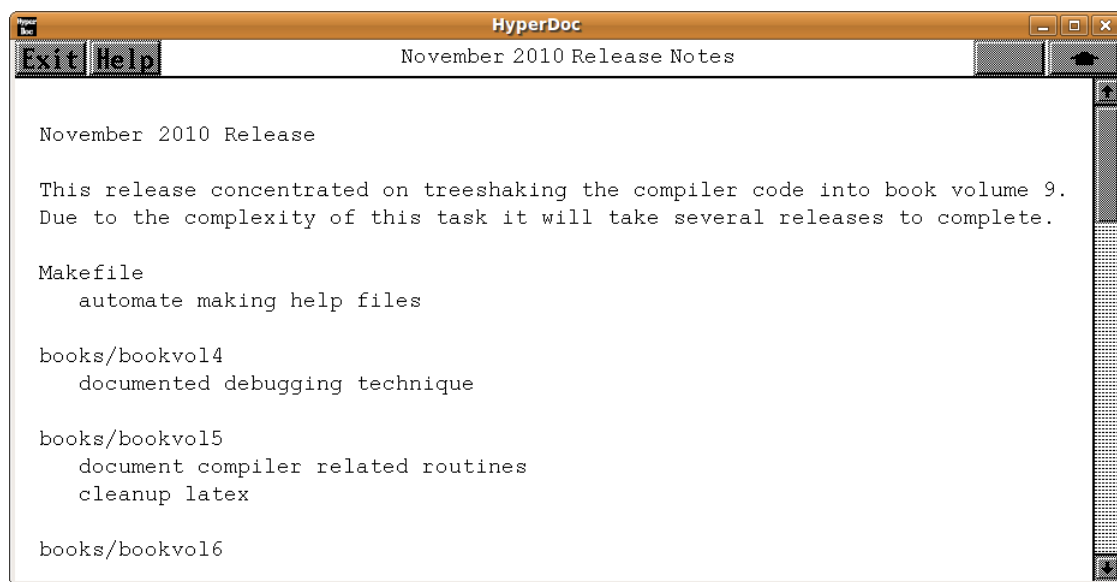 Hyper
Doc
HyperDoc
Exit Help
November 2010 Release Notes
November 2010 Release
This release concentrated on treeshaking the compiler code into book volume 9.
Due to the complexity of this task it will take several releases to complete.
Makefile
automate making help files
books/bookvol4
documented debugging technique
books/bookvol5
document compiler related routines
cleanup latex
books/bookvol6